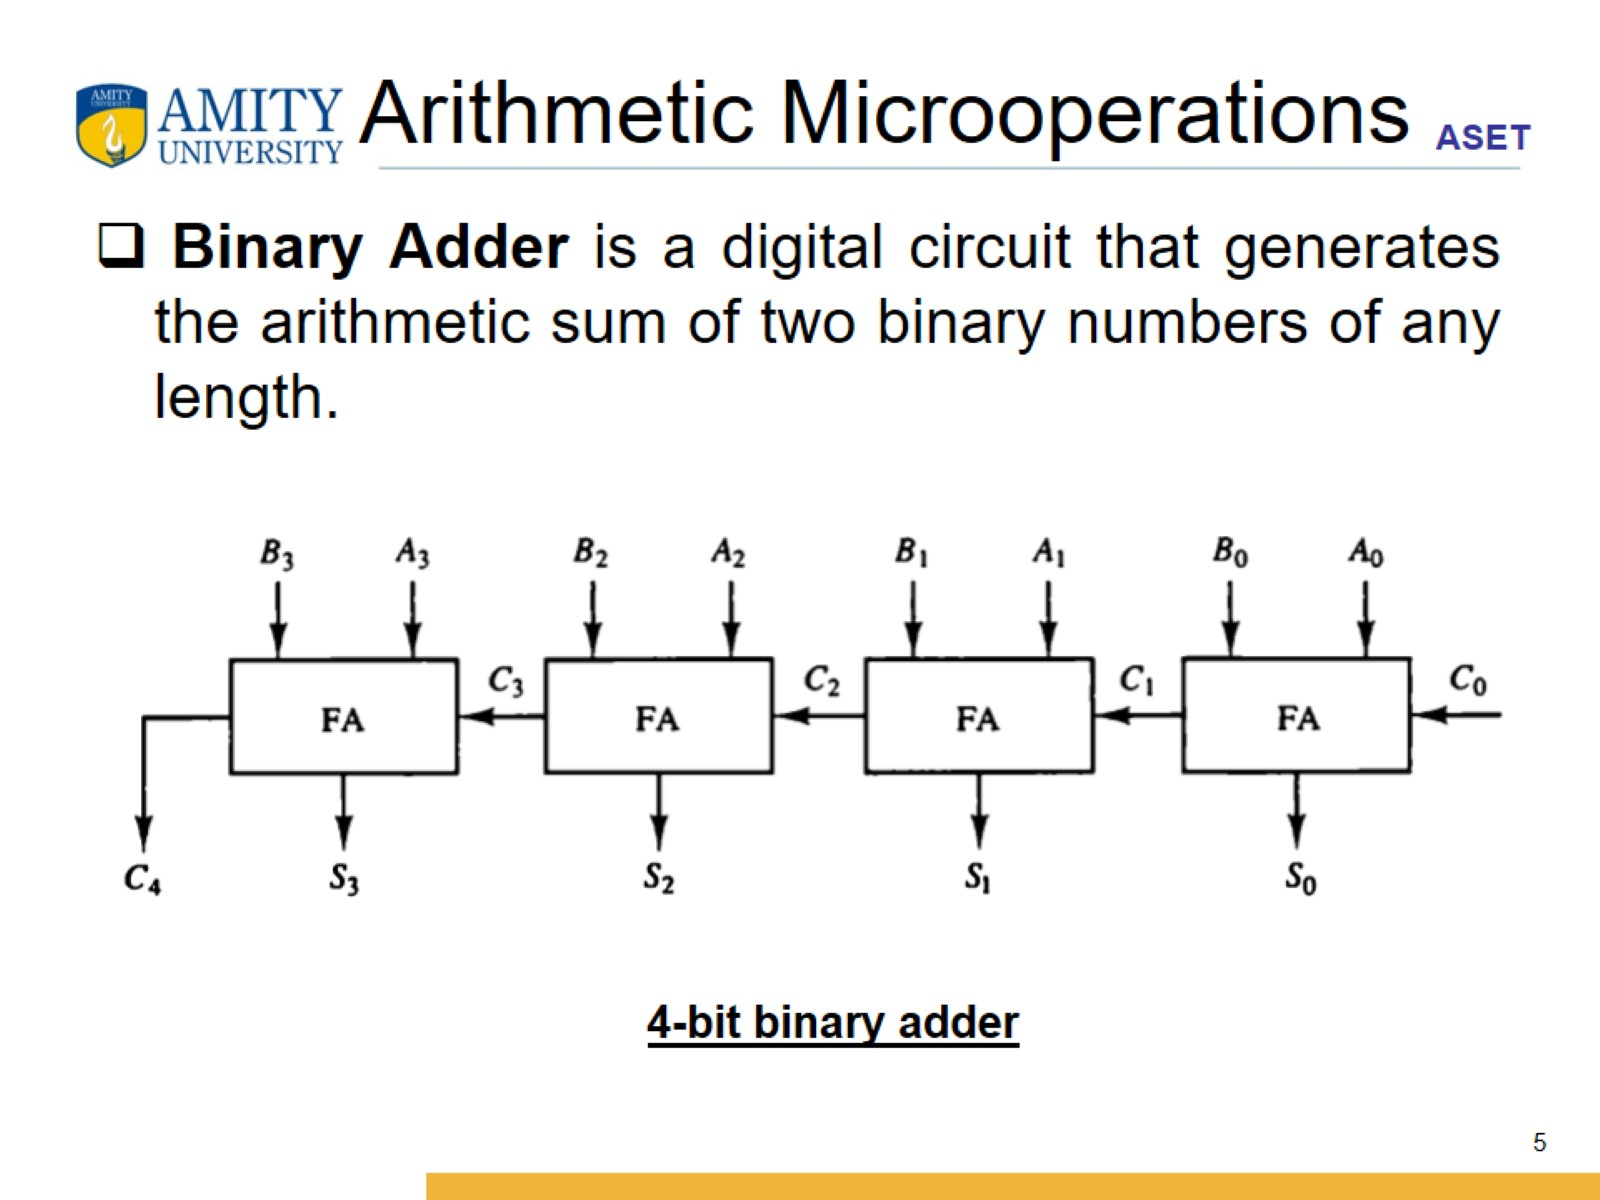 AMITY
UNIVERSITY
AMITY
UNIVERSITY
Arithmetic Microoperations
ASET
❑ Binary Adder is a digital circuit that generates
the arithmetic sum of two binary numbers of any
length.
B₃ A₃ B₂ A₂ B₁ A₁ B₀ A₀
C₃ C₂ C₁ C₀
FA FA FA FA
C₄ S₃ S₂ S₁ S₀
4-bit binary adder
5